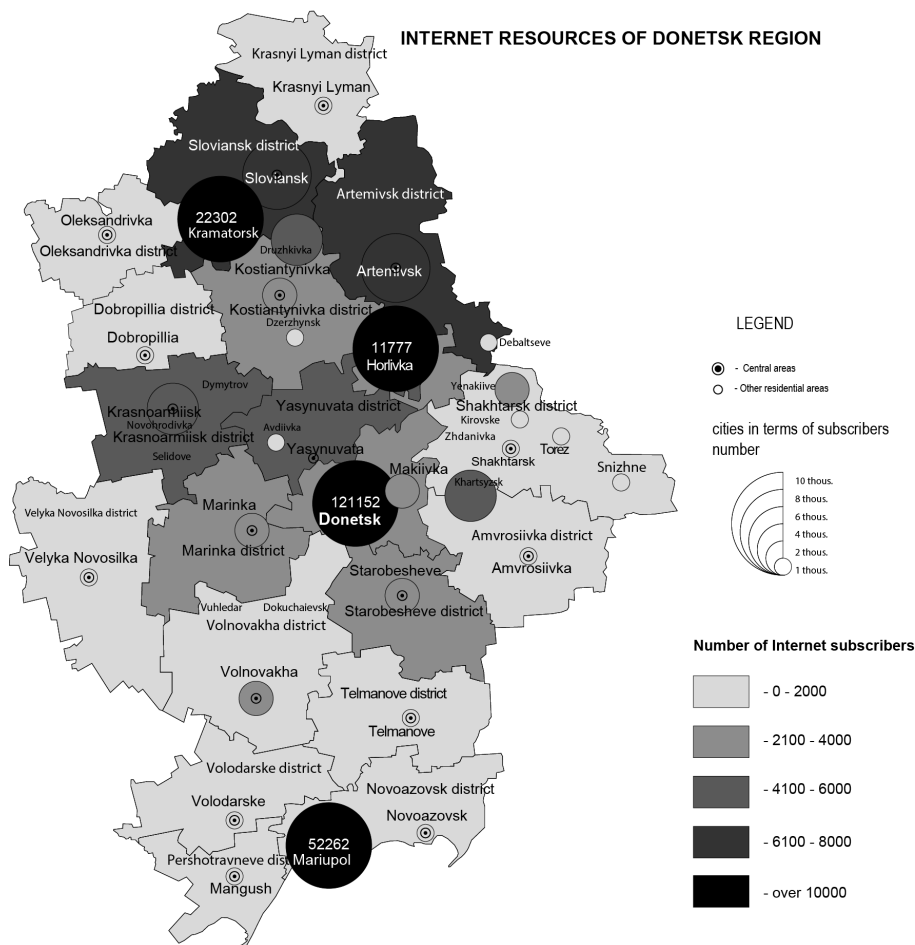 INTERNET RESOURCES OF DONETSK REGION
Krasnyi Lyman district
Krasnyi Lyman
Sloviansk district
Sloviansk
Artemivsk district
22302
Kramatorsk
Oleksandrivka
Oleksandrivka district
Druzhkivka
Kostiantynivka
Artemivsk
Kostiantynivka district
Dobropillia district
Dzerzhynsk
Dobropillia
11777
Horlivka
Debaltseve
Dymytrov
Yenakiive
Krasnoarmiisk
Yasynuvata district
Shakhtarsk district
Novohrodivka
Avdiivka
Kirovske
Krasnoarmiisk district
Zhdanivka
Torez
Selidove
Yasynuvata
Shakhtarsk
Makiivka
Snizhne
Khartsyzsk
Velyka Novosilka district
Marinka
121152
Donetsk
Marinka district
Amvrosiivka district
Velyka Novosilka
Amvrosiivka
Starobesheve
Starobesheve district
Vuhledar
Dokuchaievsk
Volnovakha district
Volnovakha
Telmanove district
Telmanove
Volodarske district
Volodarske
Novoazovsk district
Novoazovsk
52262
Mariupol
Pershotravneve dist
Mangush
LEGEND
- Central areas
- Other residential areas
cities in terms of subscribers
number
10 thous.
8 thous.
6 thous.
4 thous.
2 thous.
1 thous.
Number of Internet subscribers
- 0 - 2000
- 2100 - 4000
- 4100 - 6000
- 6100 - 8000
- over 10000